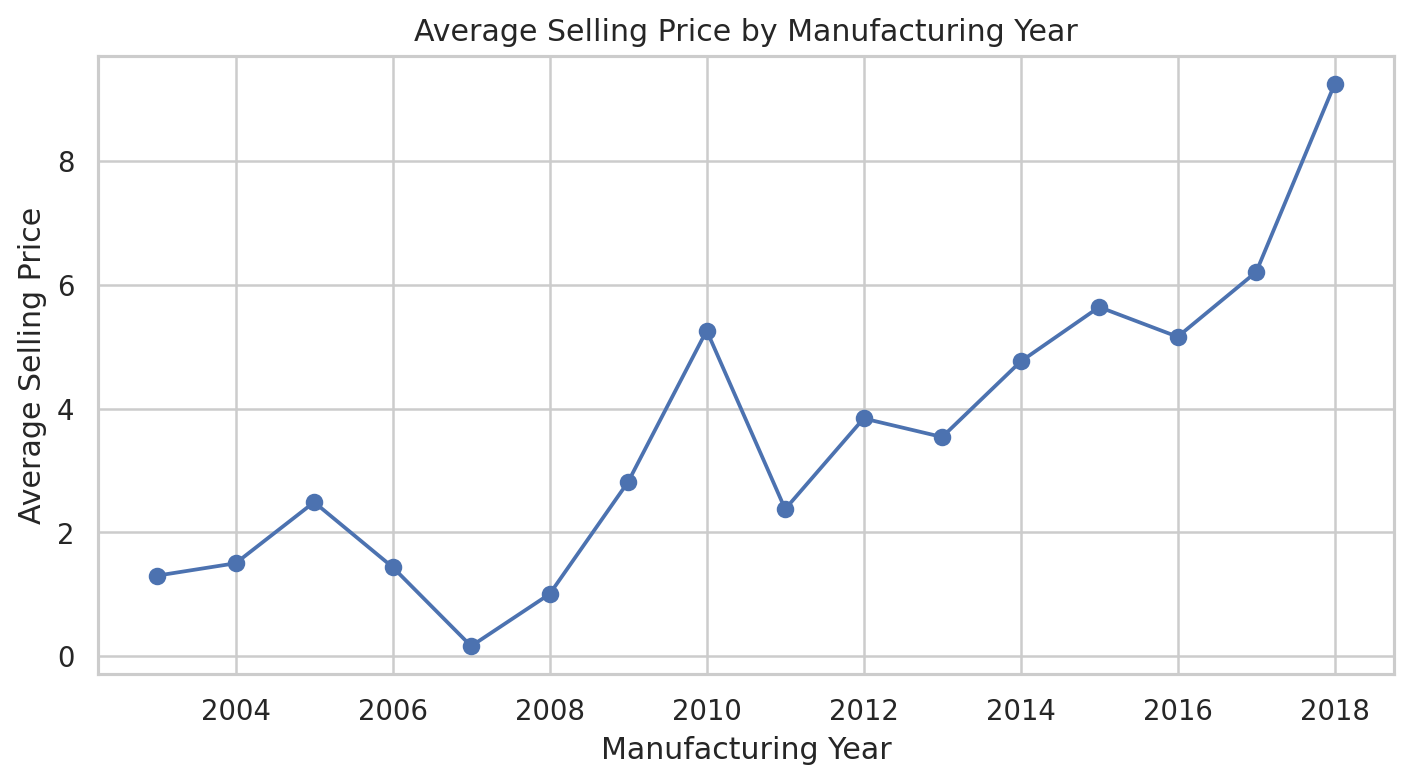 Average Selling Price by Manufacturing Year
Average Selling Price
8
6
4
2
0
2004 2006 2008 2010 2012 2014 2016 2018
Manufacturing Year